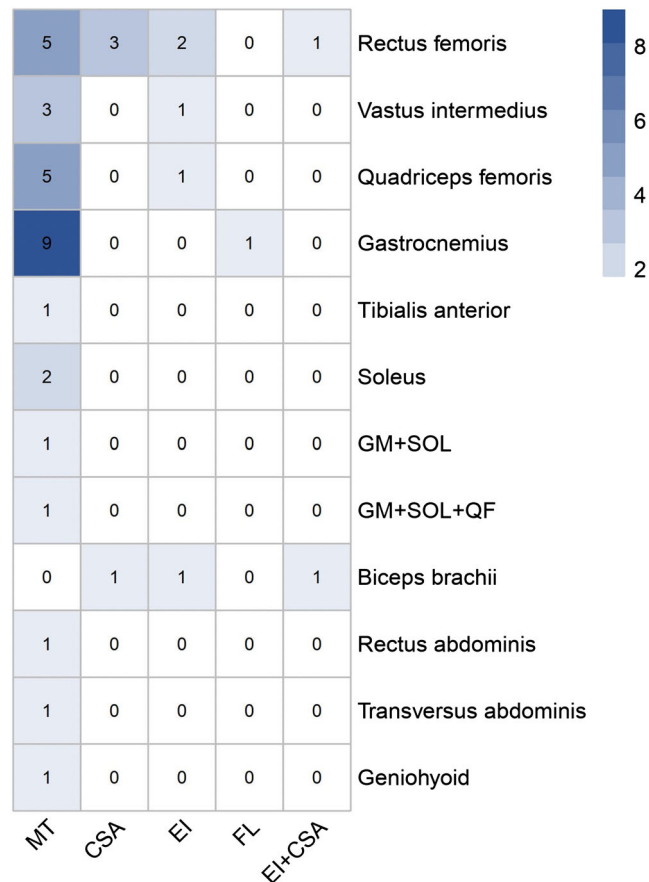 5 3 2 0 1 Rectus femoris
3 0 1 0 0 Vastus intermedius
5 0 1 0 0 Quadriceps femoris
9 0 0 1 0 Gastrocnemius
1 0 0 0 0 Tibialis anterior
2 0 0 0 0 Soleus
1 0 0 0 0 GM+SOL
1 0 0 0 0 GM+SOL+QF
0 1 1 0 1 Biceps brachii
1 0 0 0 0 Rectus abdominis
1 0 0 0 0 Transversus abdominis
1 0 0 0 0 Geniohyoid
MT CSA EI FL EI+CSA
8
6
4
2